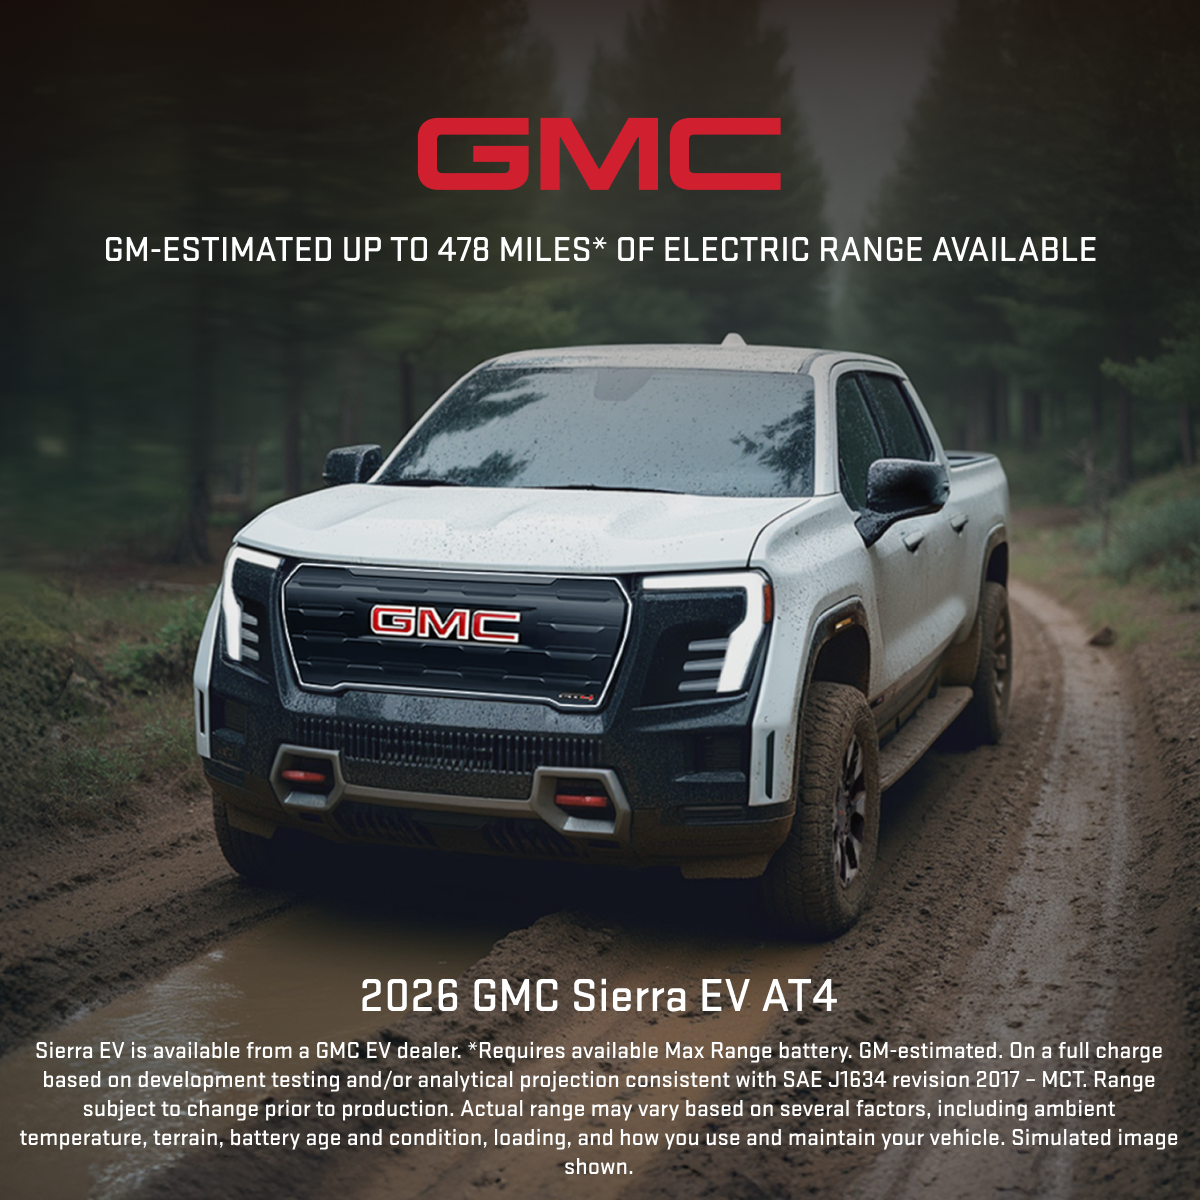 GMC
GM-ESTIMATED UP TO 478 MILES* OF ELECTRIC RANGE AVAILABLE
GMC
AT4
2026 GMC Sierra EV AT4
Sierra EV is available from a GMC EV dealer. *Requires available Max Range battery. GM-estimated. On a full charge
based on development testing and/or analytical projection consistent with SAE J1634 revision 2017 – MCT. Range
subject to change prior to production. Actual range may vary based on several factors, including ambient
temperature, terrain, battery age and condition, loading, and how you use and maintain your vehicle. Simulated image
shown.